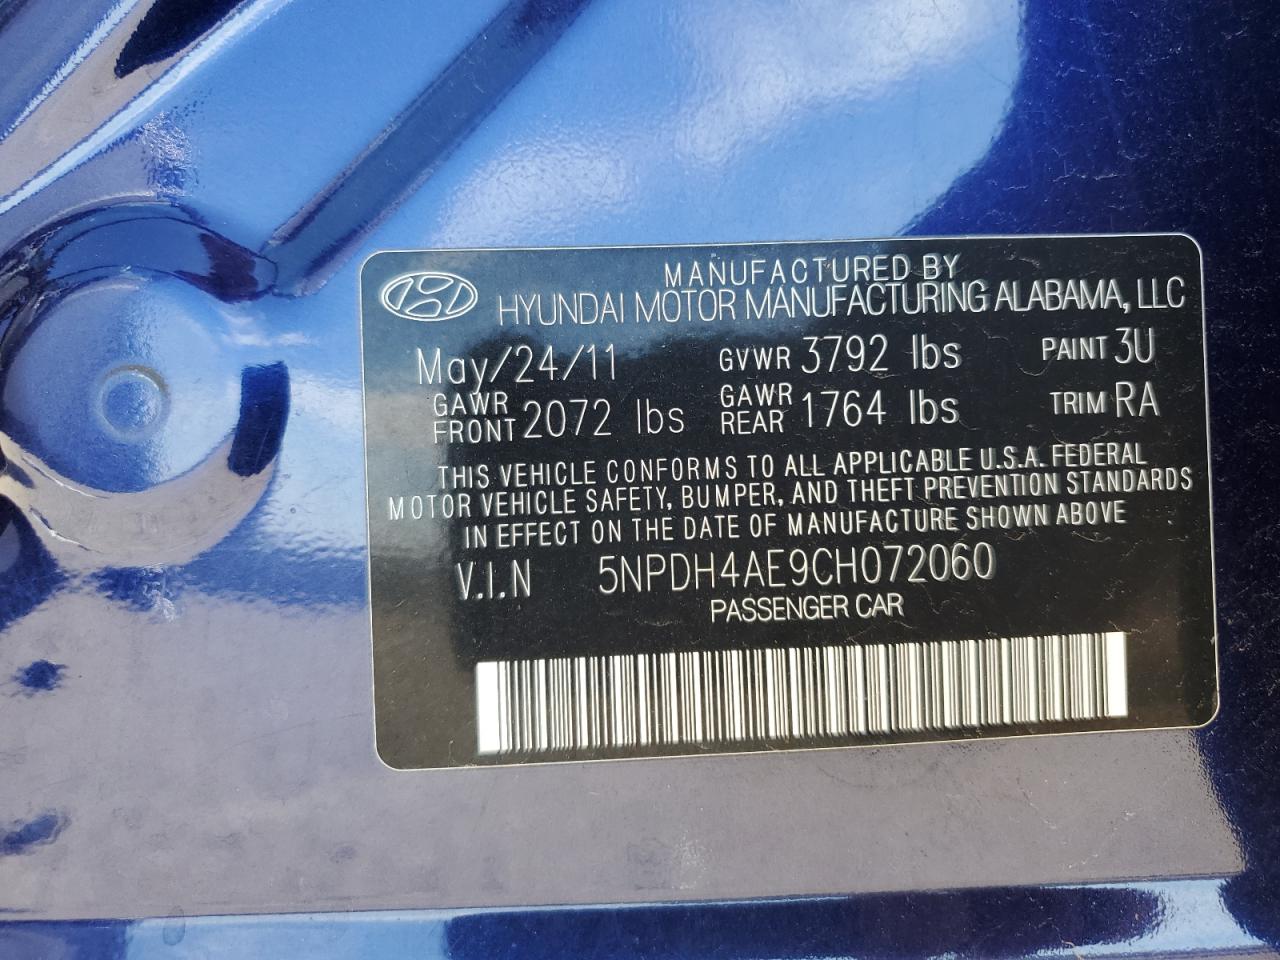 MANUFACTURED BY
HYUNDAI MOTOR MANUFACTURING ALABAMA, LLC
May/24/11 GVWR 3792 lbs PAINT 3U
GAWR FRONT 2072 lbs GAWR REAR 1764 lbs TRIM RA
THIS VEHICLE CONFORMS TO ALL APPLICABLE U.S.A. FEDERAL
MOTOR VEHICLE SAFETY, BUMPER, AND THEFT PREVENTION STANDARDS
IN EFFECT ON THE DATE OF MANUFACTURE SHOWN ABOVE
V.I.N 5NPDH4AE9CH072060
PASSENGER CAR